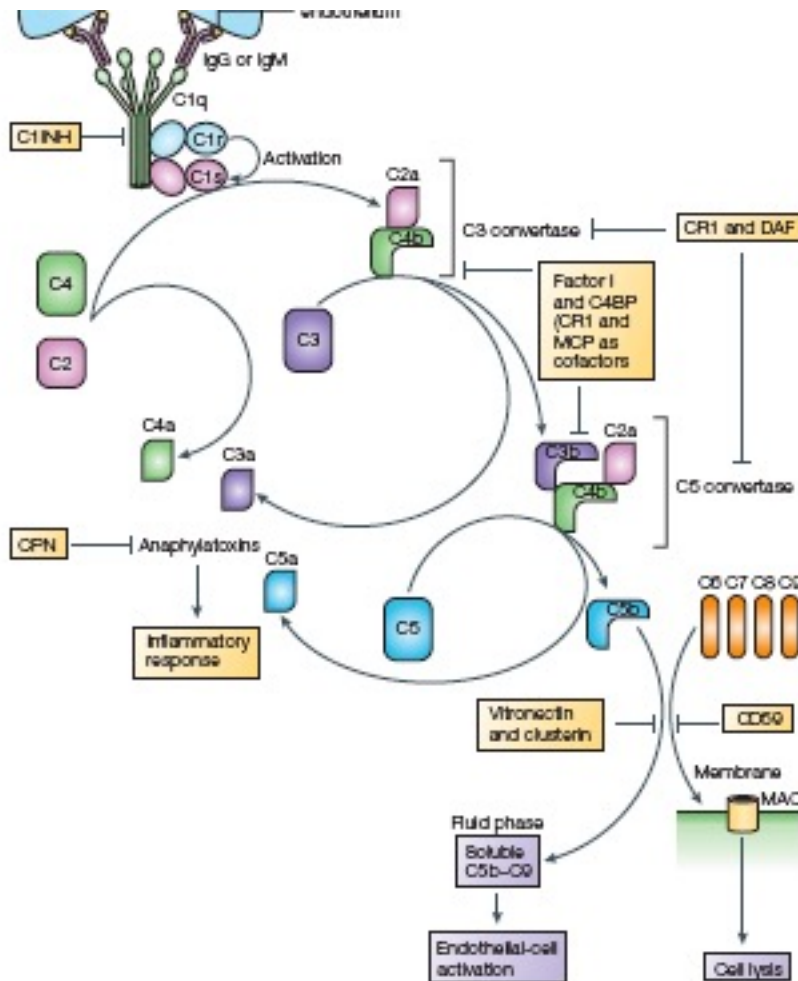 endothelium
IgG or IgM
C1q
C1INH
C1r
Activation
C1s
C2a
C4b
C3 convertase
CR1 and DAF
C4
C2
C3
Factor I
and C4BP
(CR1 and
MCP as
cofactors
C4a
C3a
C3b
C2a
C4b
C5 convertase
CPN
Anaphylatoxins
C5a
C5
C5b
C6 C7 C8 C9
Inflammatory
response
Vitronectin
and clusterin
CD59
Membrane
MAC
Fluid phase
Soluble
C5b–C9
Endothelial-cell
activation
Cell lysis